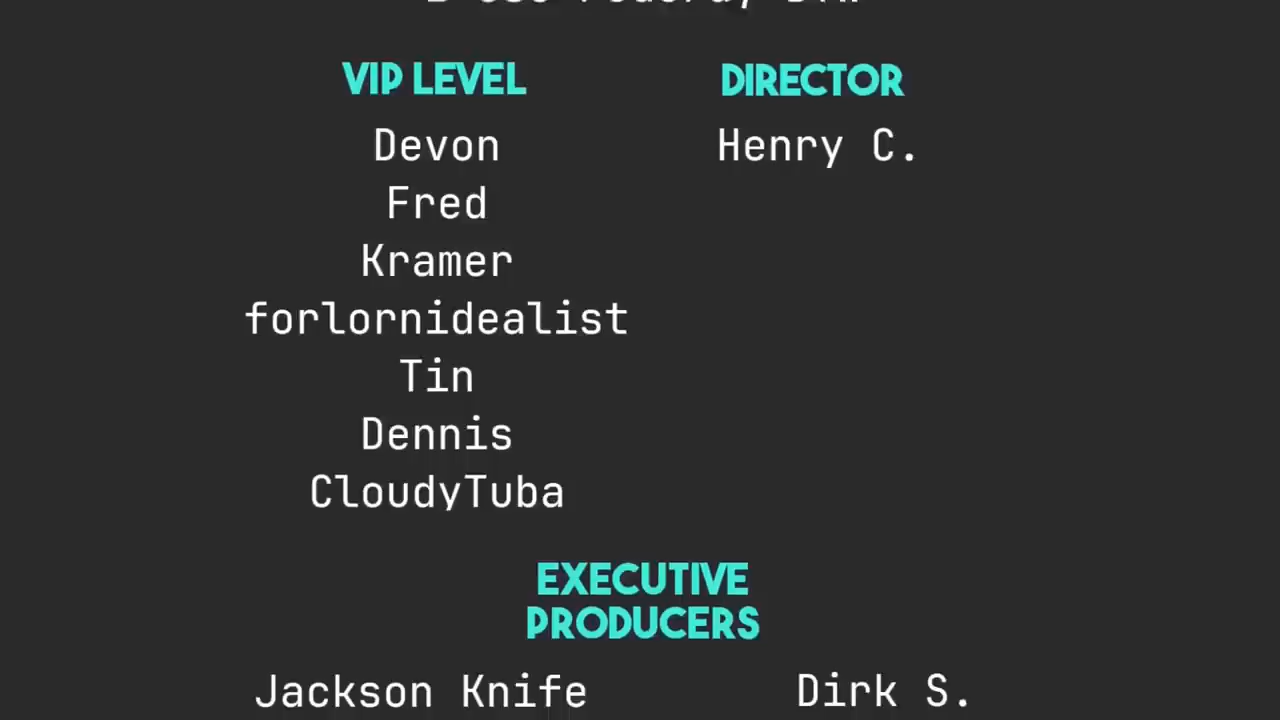 VIP LEVEL
Devon
Fred
Kramer
forlornidealist
Tin
Dennis
CloudyTuba
DIRECTOR
Henry C.
EXECUTIVE
PRODUCERS
Jackson Knife
Dirk S.